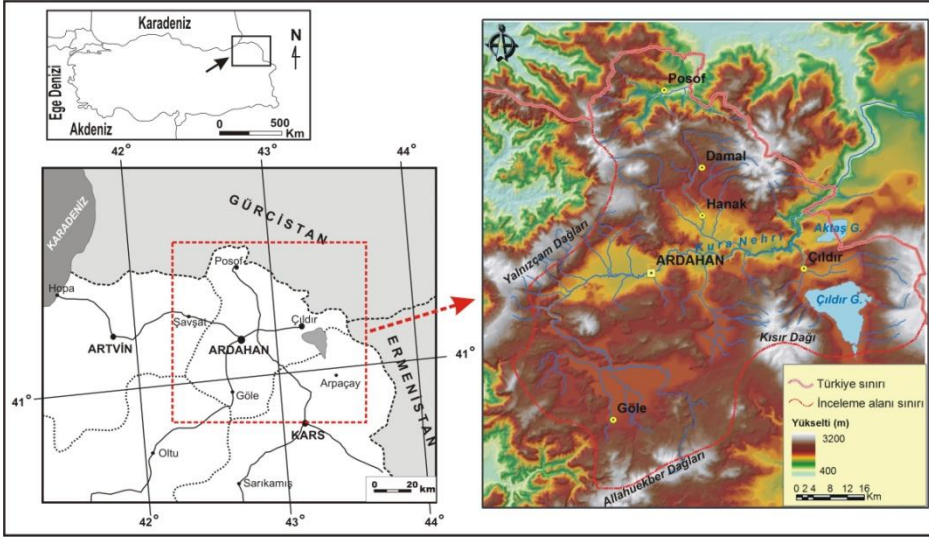 Karadeniz
N
Ege Denizi
Akdeniz
0 500
Km
42°
43°
44°
KARADENİZ
GÜRCİSTAN
Posof
Hopa
Şavşat
Çıldır
ARTVİN
ARDAHAN
ERMENİSTAN
41°
Arpaçay
41°
Göle
KARS
Oltu
Sarıkamış
0 20
km
42°
43°
44°
Posof
Damal
Hanak
Yalnızçam Dağları
Kura Nehri
Aktaş G.
ARDAHAN
Çıldır
Çıldır G.
Kısır Dağı
Göle
Allahuekber Dağları
Türkiye sınırı
İnceleme alanı sınırı
Yükselti (m)
3200
400
0 2 4 8 12 16
Km